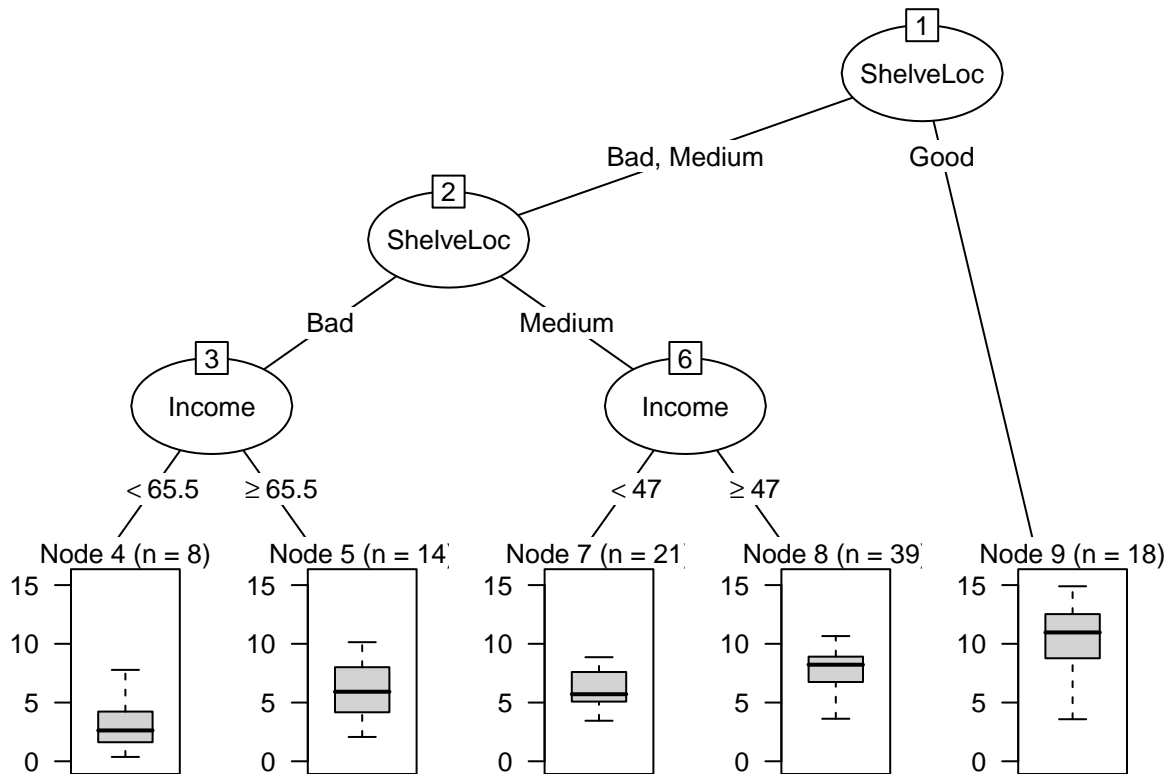 1
ShelveLoc
Bad, Medium
Good
2
ShelveLoc
Bad
Medium
3
Income
6
Income
< 65.5
≥ 65.5
< 47
≥ 47
Node 4 (n = 8)
Node 5 (n = 14)
Node 7 (n = 21)
Node 8 (n = 39)
Node 9 (n = 18)
15
10
5
0
15
10
5
0
15
10
5
0
15
10
5
0
15
10
5
0